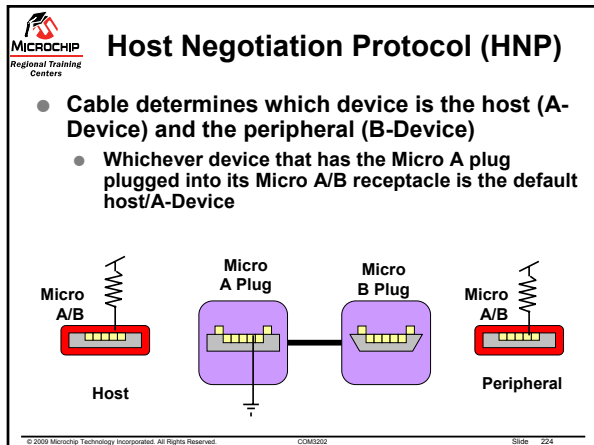 MICROCHIP
Regional Training
Centers
Host Negotiation Protocol (HNP)
Cable determines which device is the host (A-
Device) and the peripheral (B-Device)
Whichever device that has the Micro A plug
plugged into its Micro A/B receptacle is the default
host/A-Device
Micro
A/B
Host
Micro
A Plug
Micro
B Plug
Micro
A/B
Peripheral
© 2009 Microchip Technology Incorporated. All Rights Reserved. COM3202 Slide 224